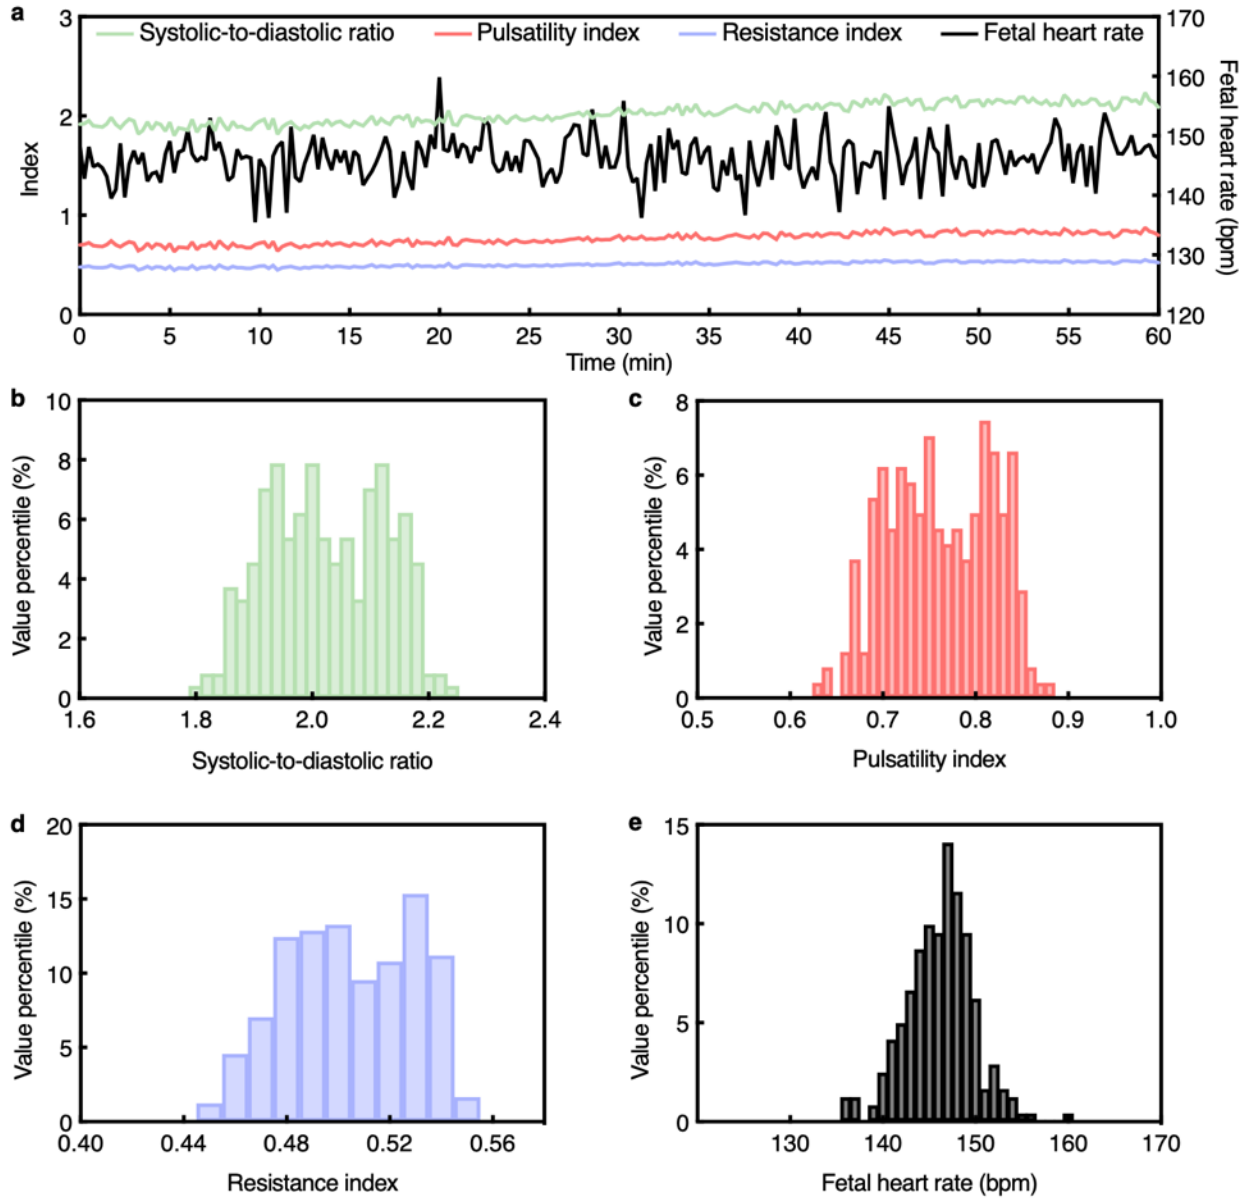 a
3
2
1
0
Index
Systolic-to-diastolic ratio
Pulsatility index
Resistance index
Fetal heart rate
170
160
150
140
130
120
Fetal heart rate (bpm)
0 5 10 15 20 25 30 35 40 45 50 55 60
Time (min)
b
10
8
6
4
2
0
Value percentile (%)
1.6 1.8 2.0 2.2 2.4
Systolic-to-diastolic ratio
c
8
6
4
2
0
Value percentile (%)
0.5 0.6 0.7 0.8 0.9 1.0
Pulsatility index
d
20
15
10
5
0
Value percentile (%)
0.40 0.44 0.48 0.52 0.56
Resistance index
e
15
10
5
0
Value percentile (%)
130 140 150 160 170
Fetal heart rate (bpm)